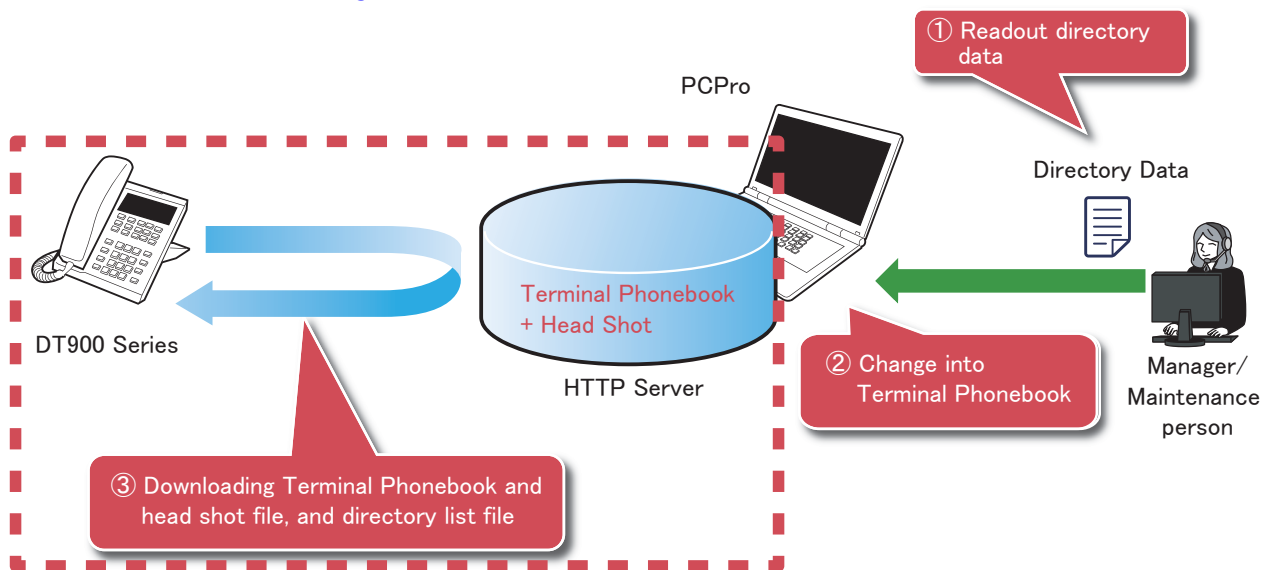 ① Readout directory
data
PCPro
Directory Data
Terminal Phonebook
+ Head Shot
DT900 Series
HTTP Server
② Change into
Terminal Phonebook
Manager/
Maintenance
person
③ Downloading Terminal Phonebook and
head shot file, and directory list file